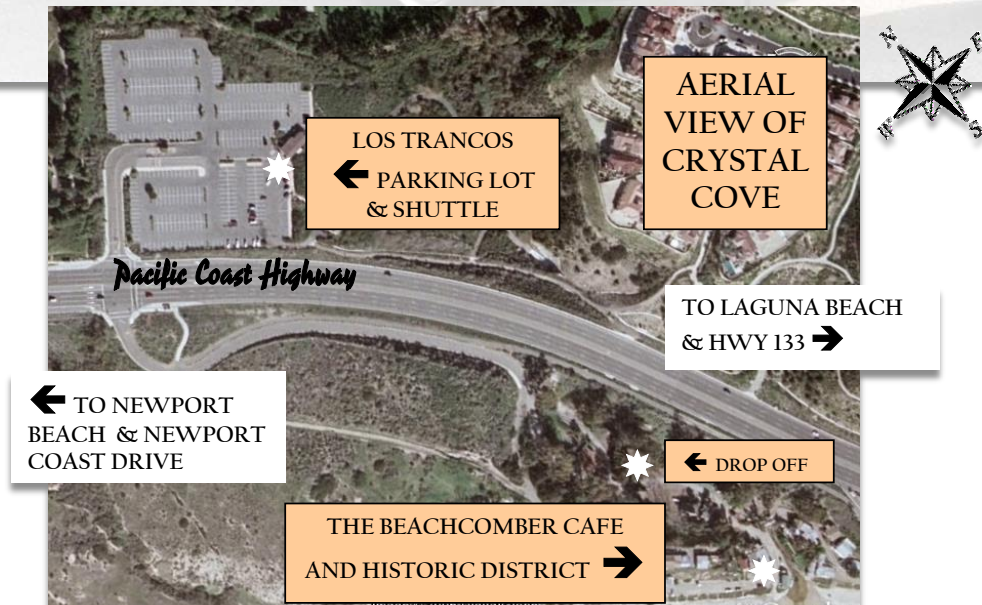 N E
W S
AERIAL
VIEW OF
CRYSTAL
COVE
LOS TRANCOS
← PARKING LOT
& SHUTTLE
Pacific Coast Highway
TO LAGUNA BEACH
& HWY 133 →
← TO NEWPORT
BEACH & NEWPORT
COAST DRIVE
← DROP OFF
THE BEACHCOMBER CAFE
AND HISTORIC DISTRICT →